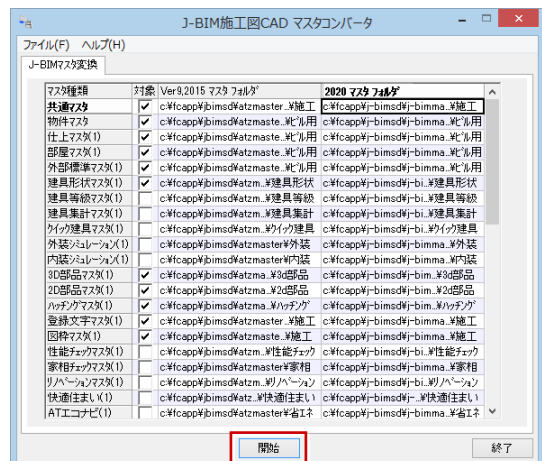 J-BIM施工図CAD マスタコンバータ
ファイル(F) ヘルプ(H)
J-BIMマスタ変換
マスタ種類 対象 Ver9,2015 マスタ フォルダ 2020 マスタ フォルダ
共通マスタ c:¥fcapp¥jbimsd¥atzmaster..¥施工 c:¥fcapp¥j-bimsd¥j-bimma..¥施工
物件マスタ c:¥fcapp¥jbimsd¥atzmaste..¥ビル用 c:¥fcapp¥j-bimsd¥j-bimma..¥ビル用
仕上マスタ(1) c:¥fcapp¥jbimsd¥atzmaste..¥ビル用 c:¥fcapp¥j-bimsd¥j-bimma..¥ビル用
部屋マスタ(1) c:¥fcapp¥jbimsd¥atzmaste..¥ビル用 c:¥fcapp¥j-bimsd¥j-bimma..¥ビル用
外部標準マスタ(1) c:¥fcapp¥jbimsd¥atzmaste..¥ビル用 c:¥fcapp¥j-bimsd¥j-bimma..¥ビル用
建具形状マスタ(1) c:¥fcapp¥jbimsd¥atzm..¥建具形状 c:¥fcapp¥j-bimsd¥j-bi..¥建具形状
建具等級マスタ(1) c:¥fcapp¥jbimsd¥atzm..¥建具等級 c:¥fcapp¥j-bimsd¥j-bi..¥建具等級
建具集計マスタ(1) c:¥fcapp¥jbimsd¥atzm..¥建具集計 c:¥fcapp¥j-bimsd¥j-bi..¥建具集計
クイック建具マスタ(1) c:¥fcapp¥jbimsd¥atzm..¥クイック建具 c:¥fcapp¥j-bimsd¥j-bi..¥クイック建具
外装シミュレーション(1) c:¥fcapp¥jbimsd¥atzmaster¥外装 c:¥fcapp¥j-bimsd¥j-bimma..¥外装
内装シミュレーション(1) c:¥fcapp¥jbimsd¥atzmaster¥内装 c:¥fcapp¥j-bimsd¥j-bimma..¥内装
3D部品マスタ(1) c:¥fcapp¥jbimsd¥atzma..¥3d部品 c:¥fcapp¥j-bimsd¥j-bim..¥3d部品
2D部品マスタ(1) c:¥fcapp¥jbimsd¥atzma..¥2d部品 c:¥fcapp¥j-bimsd¥j-bim..¥2d部品
ハッチングマスタ(1) c:¥fcapp¥jbimsd¥atzma..¥ハッチング c:¥fcapp¥j-bimsd¥j-bim..¥ハッチング
登録文字マスタ(1) c:¥fcapp¥jbimsd¥atzmaster..¥施工 c:¥fcapp¥j-bimsd¥j-bimma..¥施工
図枠マスタ(1) c:¥fcapp¥jbimsd¥atzmaster..¥施工 c:¥fcapp¥j-bimsd¥j-bimma..¥施工
性能チェックマスタ(1) c:¥fcapp¥jbimsd¥atzm..¥性能チェック c:¥fcapp¥j-bimsd¥j-bi..¥性能チェック
家相チェックマスタ(1) c:¥fcapp¥jbimsd¥atzmaster¥家相 c:¥fcapp¥j-bimsd¥j-bimma..¥家相
リノベーションマスタ(1) c:¥fcapp¥jbimsd¥atzm..¥リノベーション c:¥fcapp¥j-bimsd¥j-bi..¥リノベーション
快適住まい(1) c:¥fcapp¥jbimsd¥atz..¥快適住まい c:¥fcapp¥j-bimsd¥j-..¥快適住まい
ATエコナビ(1) c:¥fcapp¥jbimsd¥atzmaster¥省エネ c:¥fcapp¥j-bimsd¥j-bimma..¥省エネ
開始 終了